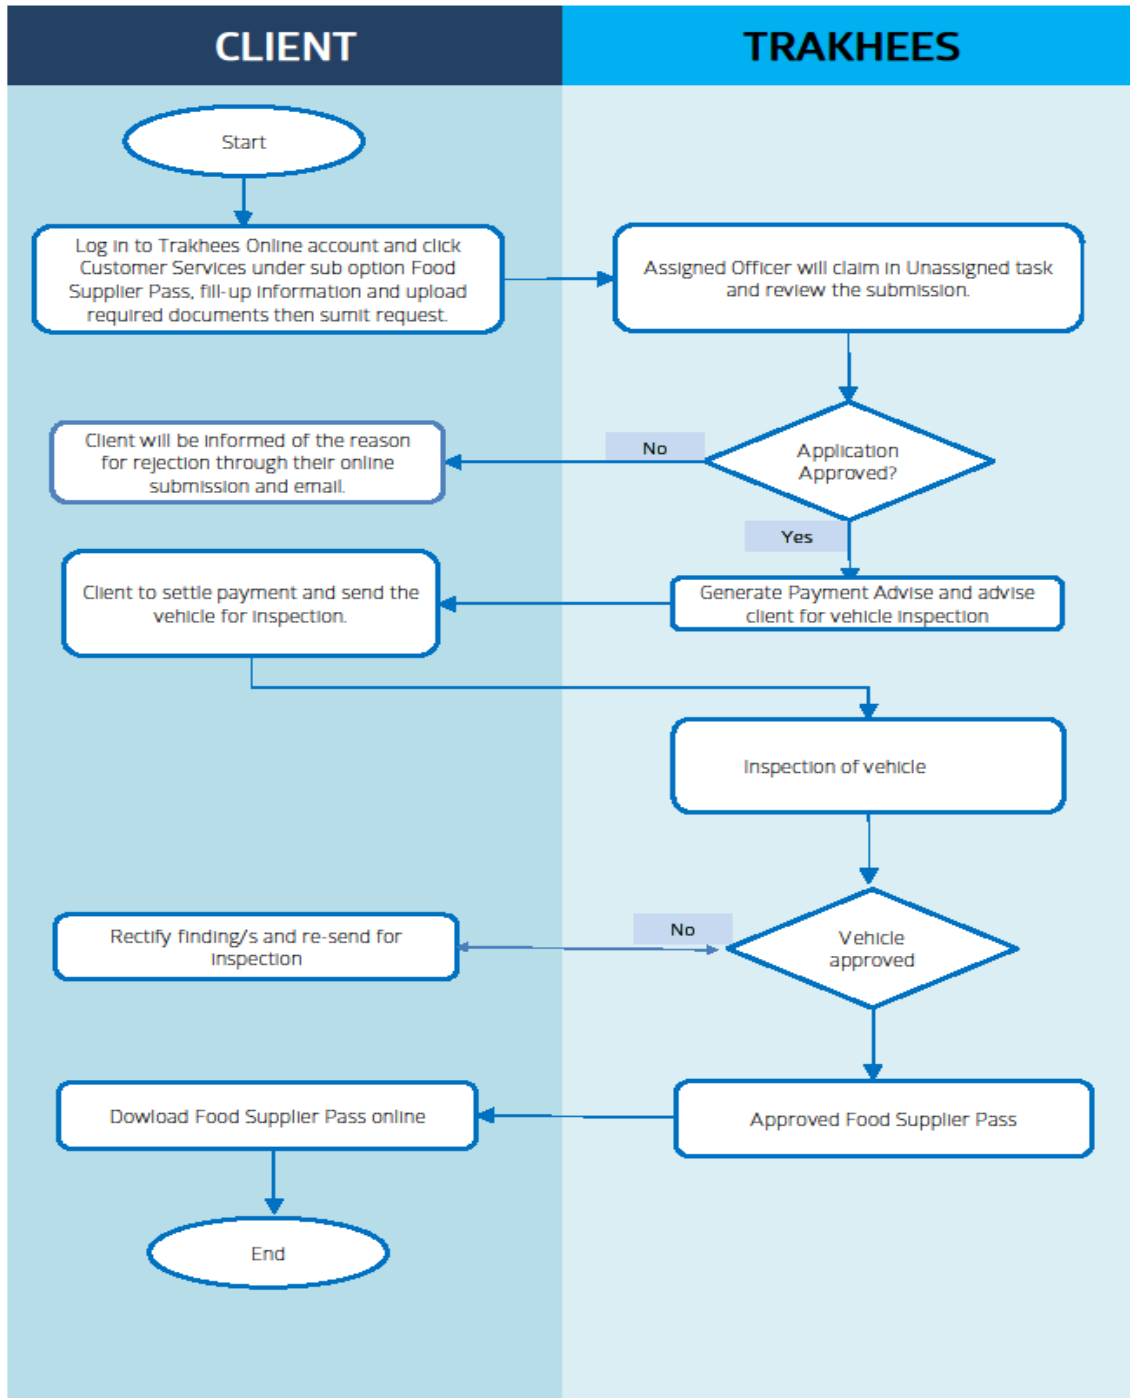 CLIENT
TRAKHEES
Start
Log in to Trakhees Online account and click
Customer Services under sub option Food
Supplier Pass, fill-up information and upload
required documents then sumit request.
Assigned Officer will claim in Unassigned task
and review the submission.
Application
Approved?
No
Client will be informed of the reason
for rejection through their online
submission and email.
Yes
Generate Payment Advise and advise
client for vehicle inspection
Client to settle payment and send the
vehicle for inspection.
Inspection of vehicle
Vehicle
approved
No
Rectify finding/s and re-send for
inspection
Approved Food Supplier Pass
Dowload Food Supplier Pass online
End